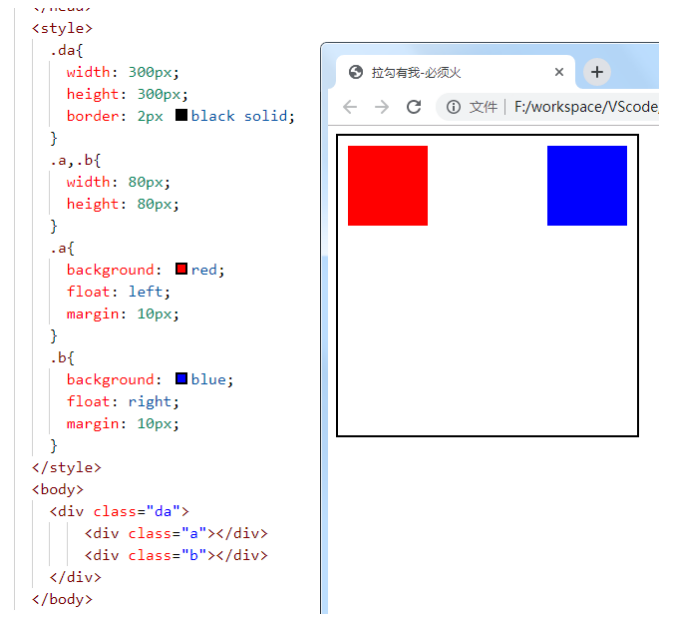 </head>
<style>
.da{
width: 300px;
height: 300px;
border: 2px black solid;
}
.a,.b{
width: 80px;
height: 80px;
}
.a{
background: red;
float: left;
margin: 10px;
}
.b{
background: blue;
float: right;
margin: 10px;
}
</style>
<body>
<div class="da">
<div class="a"></div>
<div class="b"></div>
</div>
</body>
拉勾有我-必须火
文件 | F:/workspace/VScode